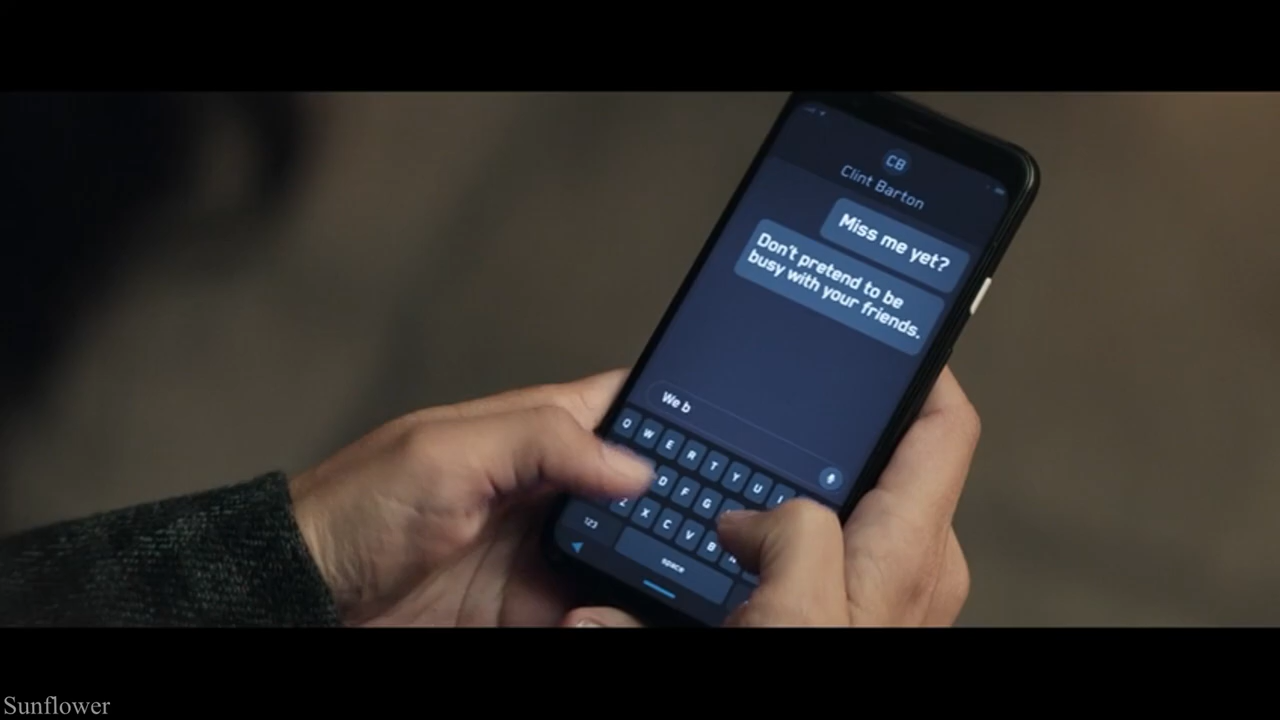 CB
Clint Barton
Miss me yet?
Don't pretend to be
busy with your friends.
We b
Q W E R T Y U I
D F G
Z X C V B N
123
space
Sunflower